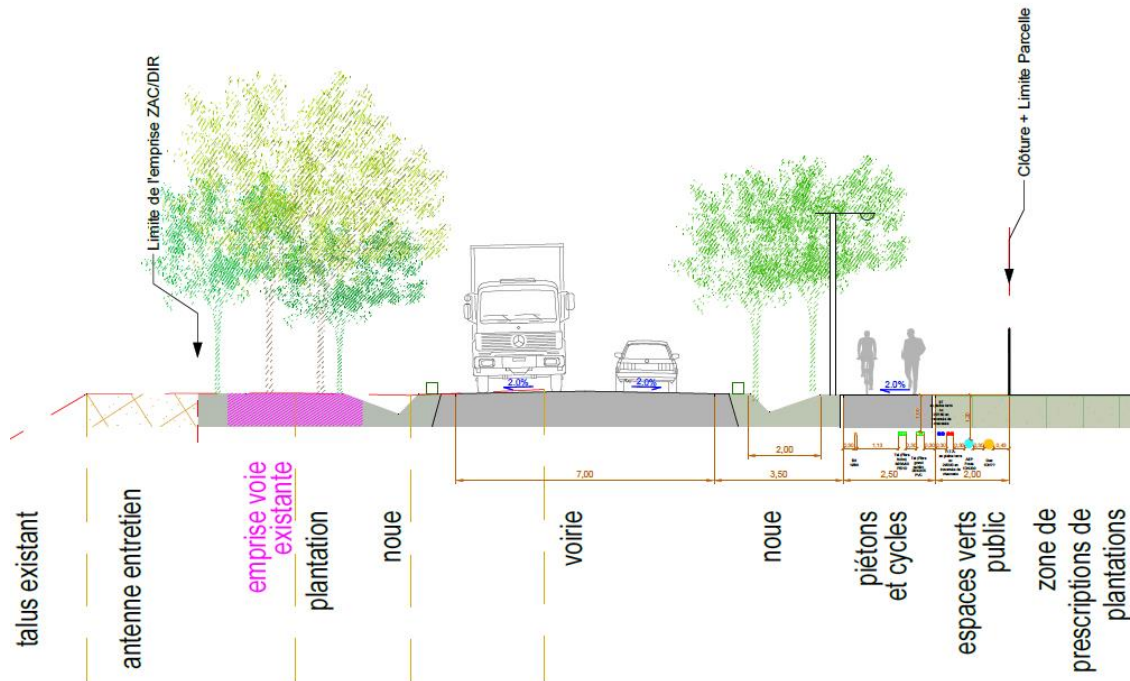 Limite de l'emprise ZAC/DIR
Clôture + Limite Parcelle
2.0%
2.0%
2.0%
2,00
7,00
3,50
2,50
2,00
talus existant
antenne entretien
emprise voie
existante
plantation
noue
voirie
noue
piétons
et cycles
espaces verts
public
zone de
prescriptions de
plantations